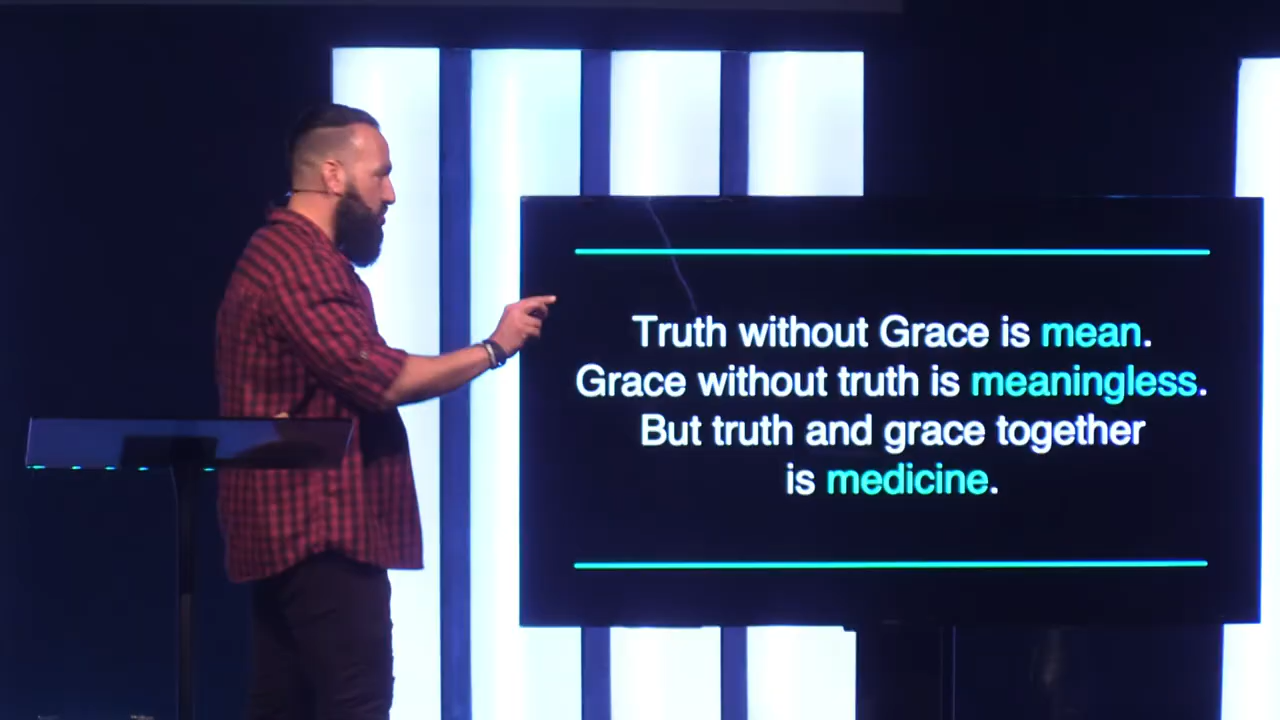 Truth without Grace is mean.
Grace without truth is meaningless.
But truth and grace together
is medicine.